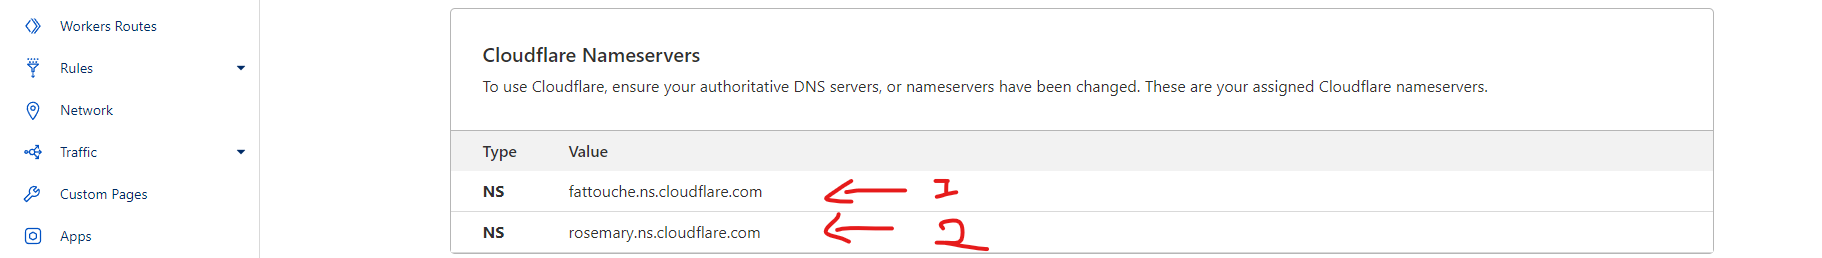 Workers Routes
Rules
Network
Traffic
Custom Pages
Apps
Cloudflare Nameservers
To use Cloudflare, ensure your authoritative DNS servers, or nameservers have been changed. These are your assigned Cloudflare nameservers.
Type Value
NS fattouche.ns.cloudflare.com 1
NS rosemary.ns.cloudflare.com 2